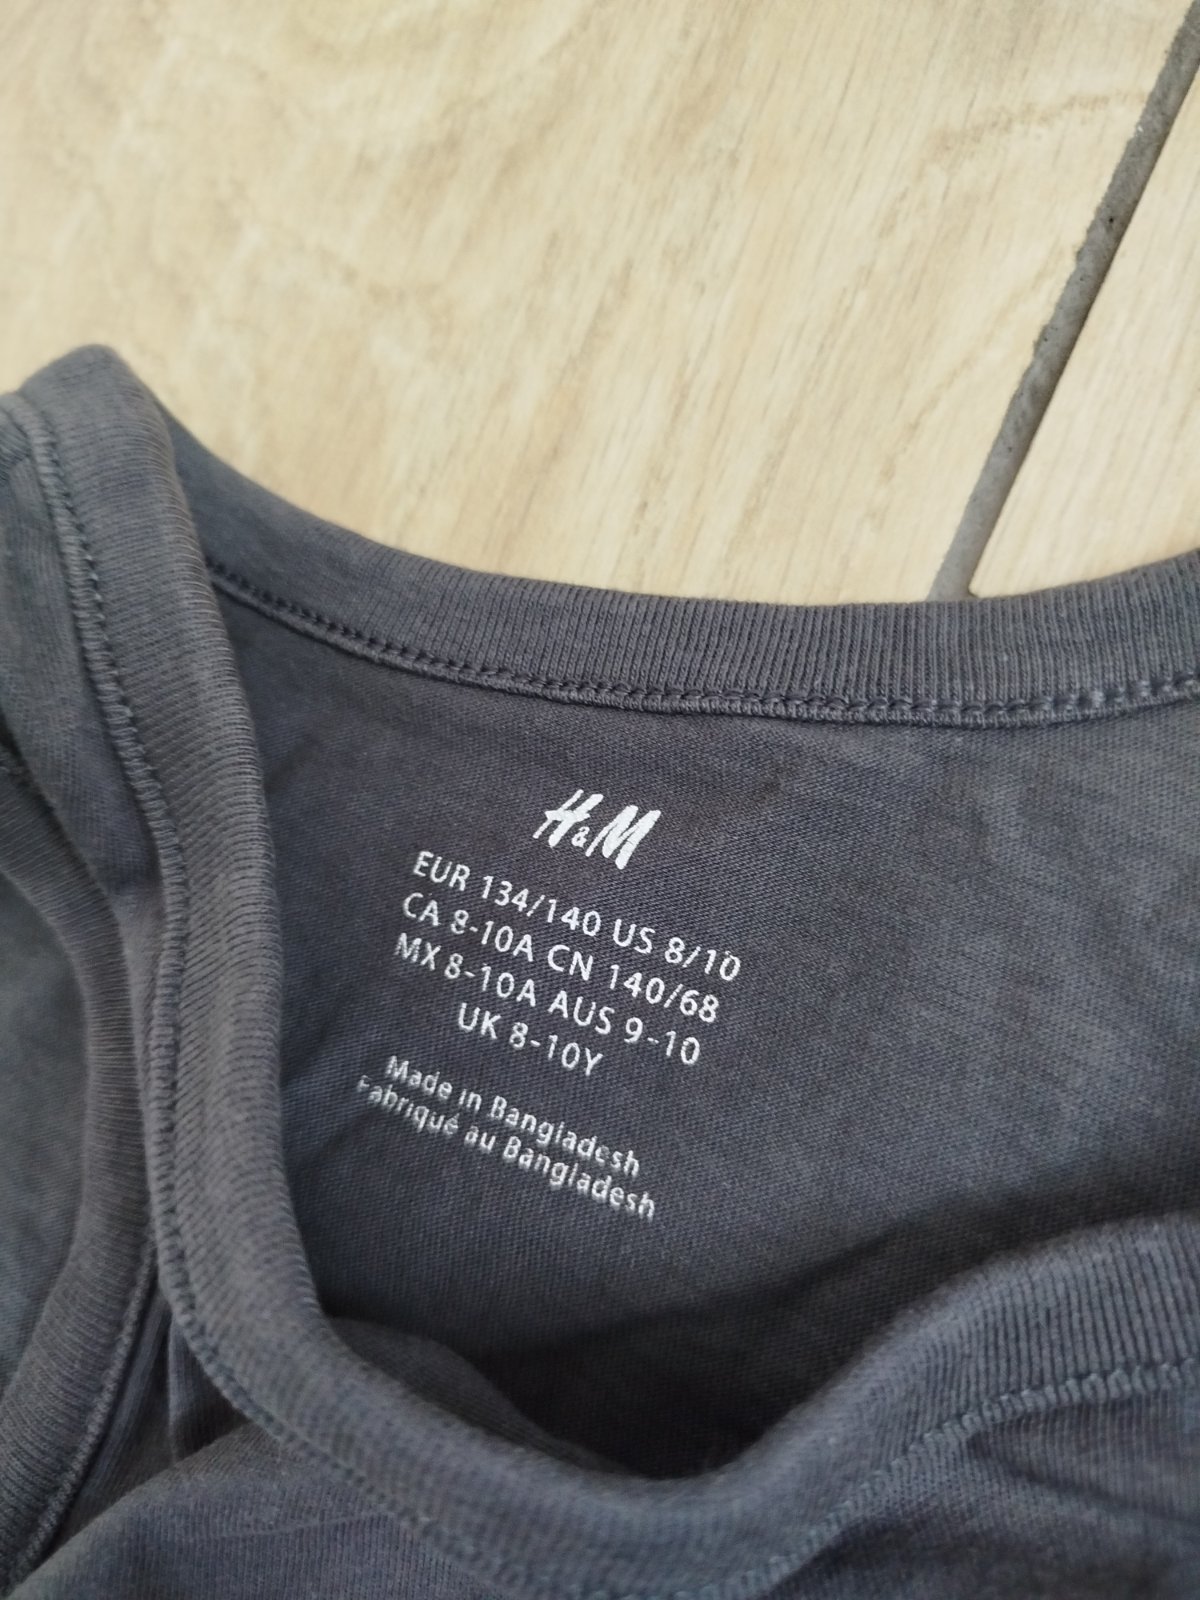 H&M
EUR 134/140 US 8/10
CA 8-10A CN 140/68
MX 8-10A AUS 9-10
UK 8-10Y
Made in Bangladesh
Fabriqué au Bangladesh